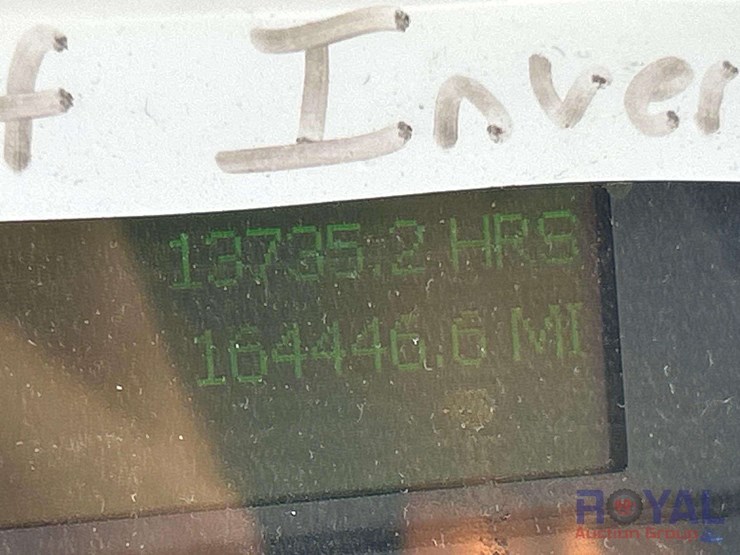 f Inver
13735.2 HRS
164446.6 MI
ROYAL
Auction Group